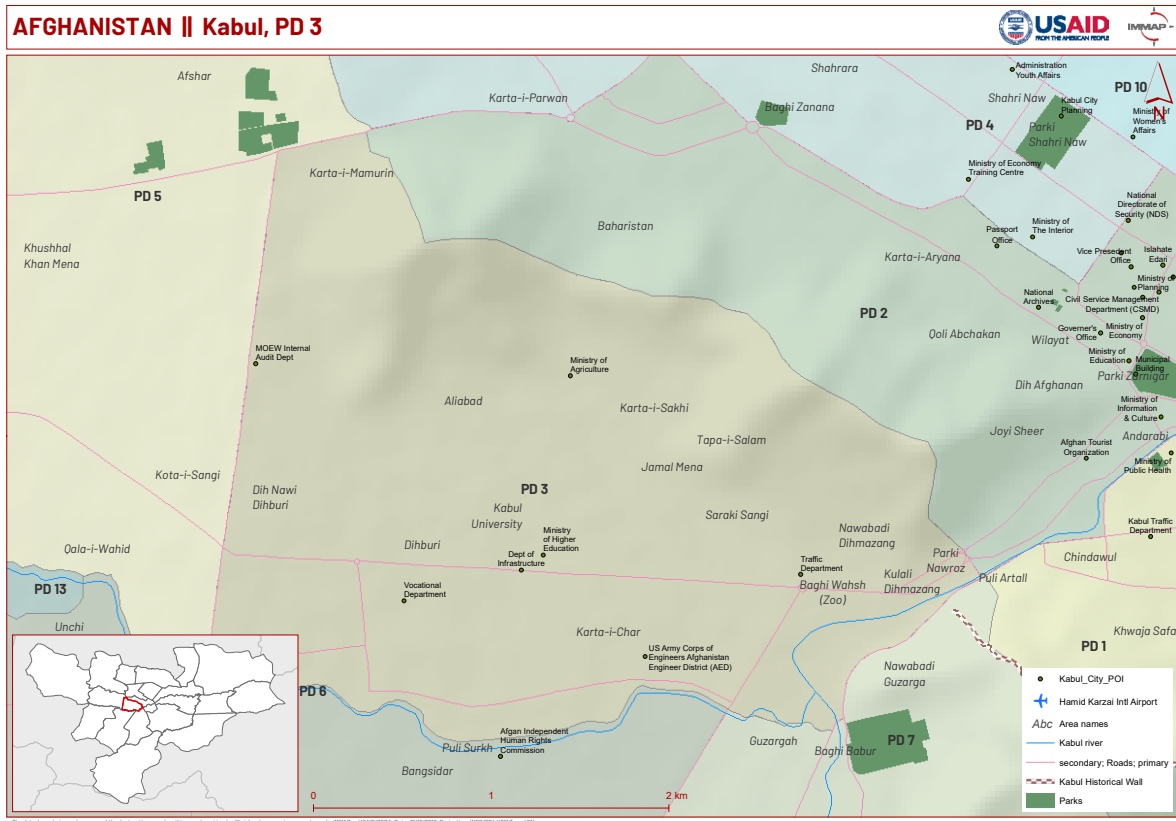 AFGHANISTAN || Kabul, PD 3
USAID
FROM THE AMERICAN PEOPLE
IMMAP
Afshar
Shahrara
Administration
Youth Affairs
PD 10
Karta-i-Parwan
Baghi Zanana
Shahri Naw
Kabul City
Planning
N
Ministry of
Women's
Affairs
PD 4
Parki
Shahri Naw
Karta-i-Mamurin
Ministry of Economy
Training Centre
PD 5
National
Directorate of
Security (NDS)
Baharistan
Passport
Office
Ministry of
The Interior
Khushhal
Khan Mena
Karta-i-Aryana
Vice President
Office
Islahate
Edari
Ministry of
Planning
National
Archives
Civil Service Management
Department (CSMD)
PD 2
Qoli Abchakan
Wilayat
Governer's
Office
Ministry of
Economy
MOEW Internal
Audit Dept
Ministry of
Agriculture
Ministry of
Education
Municipal
Building
Parki Zarnigar
Dih Afghanan
Aliabad
Karta-i-Sakhi
Ministry of
Information
& Culture
Joyi Sheer
Andarabi
Tapa-i-Salam
Afghan Tourist
Organization
Jamal Mena
Ministry of
Public Health
Kota-i-Sangi
Dih Nawi
Dihburi
PD 3
Kabul
University
Saraki Sangi
Nawabadi
Dihmazang
Kabul Traffic
Department
Qala-i-Wahid
Dihburi
Ministry
of Higher
Education
Dept of
Infrastructure
Traffic
Department
Parki
Nawroz
Chindawul
PD 13
Vocational
Department
Baghi Wahsh
(Zoo)
Kulali
Dihmazang
Puli Artall
Unchi
Karta-i-Char
Khwaja Safa
PD 1
US Army Corps of
Engineers Afghanistan
Engineer District (AED)
Nawabadi
Guzarga
PD 6
Afgan Independent
Human Rights
Commission
Puli Surkh
Bangsidar
Guzargah
Baghi Babur
PD 7
0
1
2 km
Kabul_City_POI
Hamid Karzai Intl Airport
Abc Area names
Kabul river
secondary; Roads; primary
Kabul Historical Wall
Parks